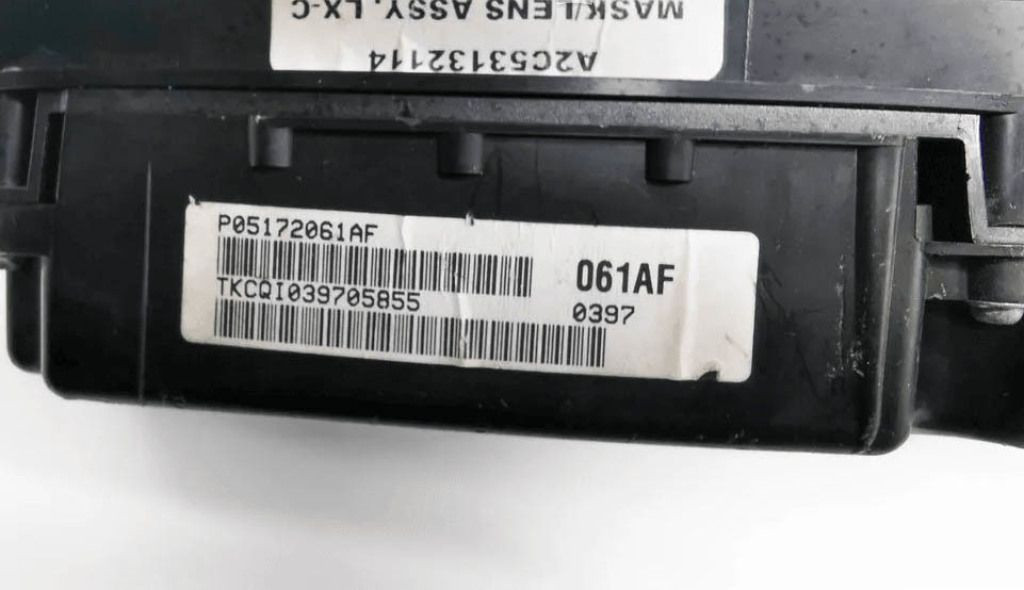 MASK/LENS ASSY. LX-C
A2C53132114
P05172061AF
061AF
TKCQI039705855
0397